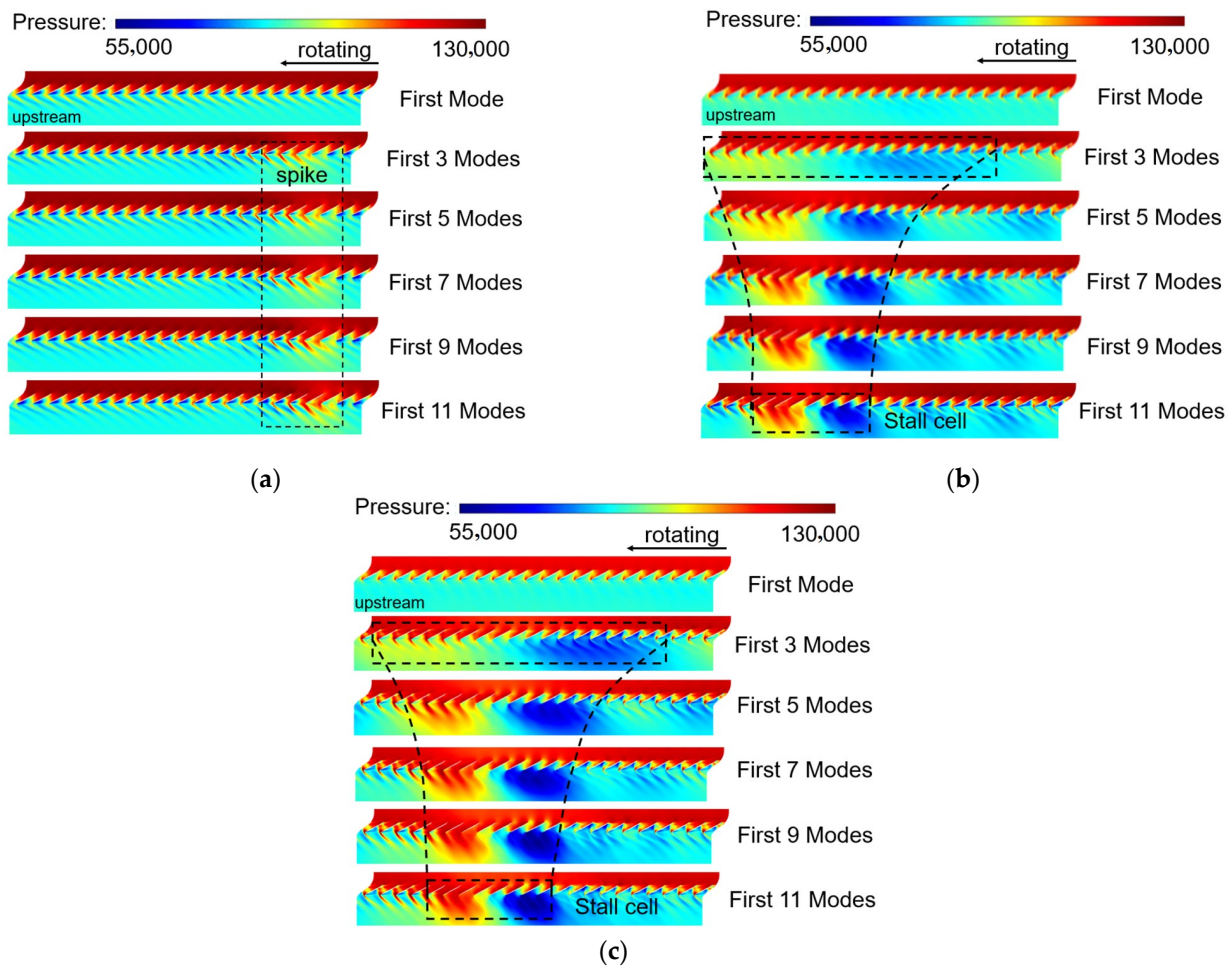 Pressure:
55,000
130,000
rotating
First Mode
upstream
First 3 Modes
spike
First 5 Modes
First 7 Modes
First 9 Modes
First 11 Modes
(a)
Pressure:
55,000
130,000
rotating
First Mode
upstream
First 3 Modes
First 5 Modes
First 7 Modes
First 9 Modes
First 11 Modes
Stall cell
(b)
Pressure:
55,000
130,000
rotating
First Mode
upstream
First 3 Modes
First 5 Modes
First 7 Modes
First 9 Modes
First 11 Modes
Stall cell
(c)